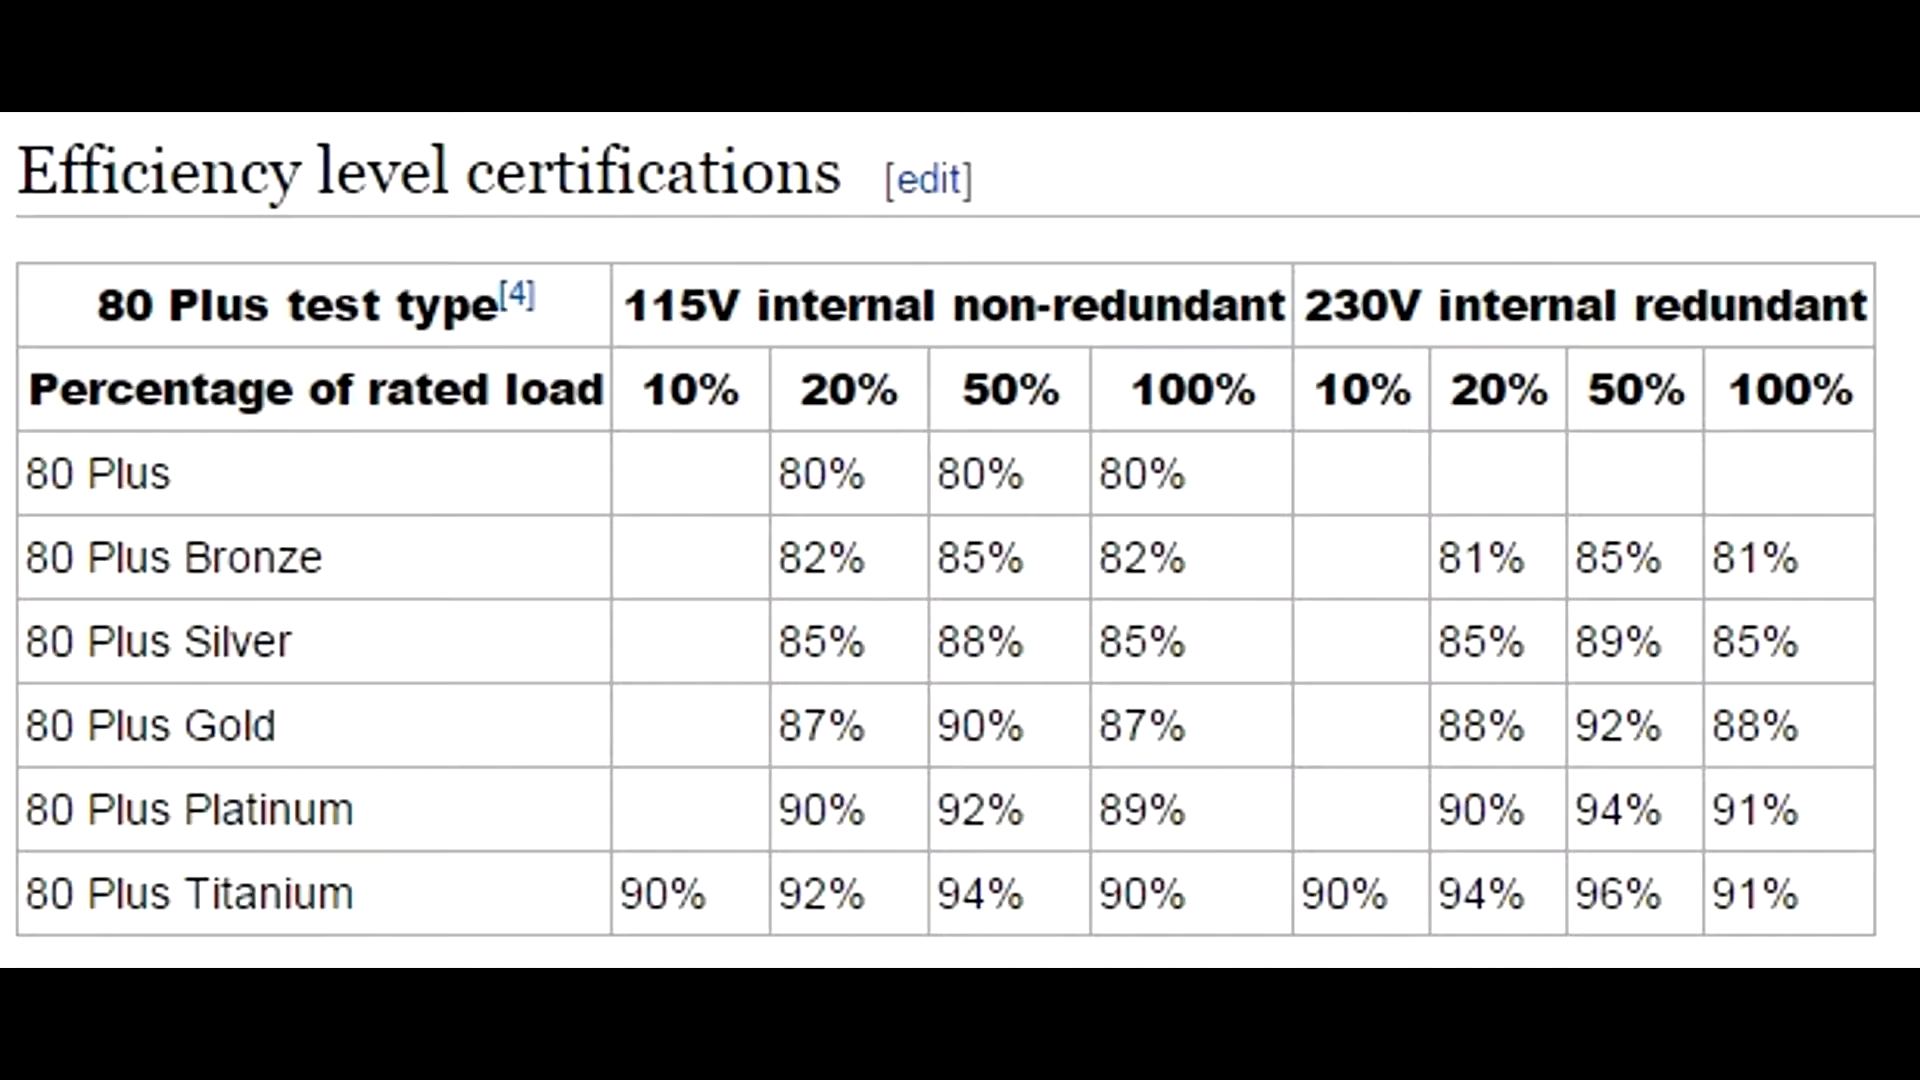 Efficiency level certifications [edit]
80 Plus test type[4] 115V internal non-redundant 230V internal redundant
Percentage of rated load 10% 20% 50% 100% 10% 20% 50% 100%
80 Plus 80% 80% 80%
80 Plus Bronze 82% 85% 82% 81% 85% 81%
80 Plus Silver 85% 88% 85% 85% 89% 85%
80 Plus Gold 87% 90% 87% 88% 92% 88%
80 Plus Platinum 90% 92% 89% 90% 94% 91%
80 Plus Titanium 90% 92% 94% 90% 90% 94% 96% 91%